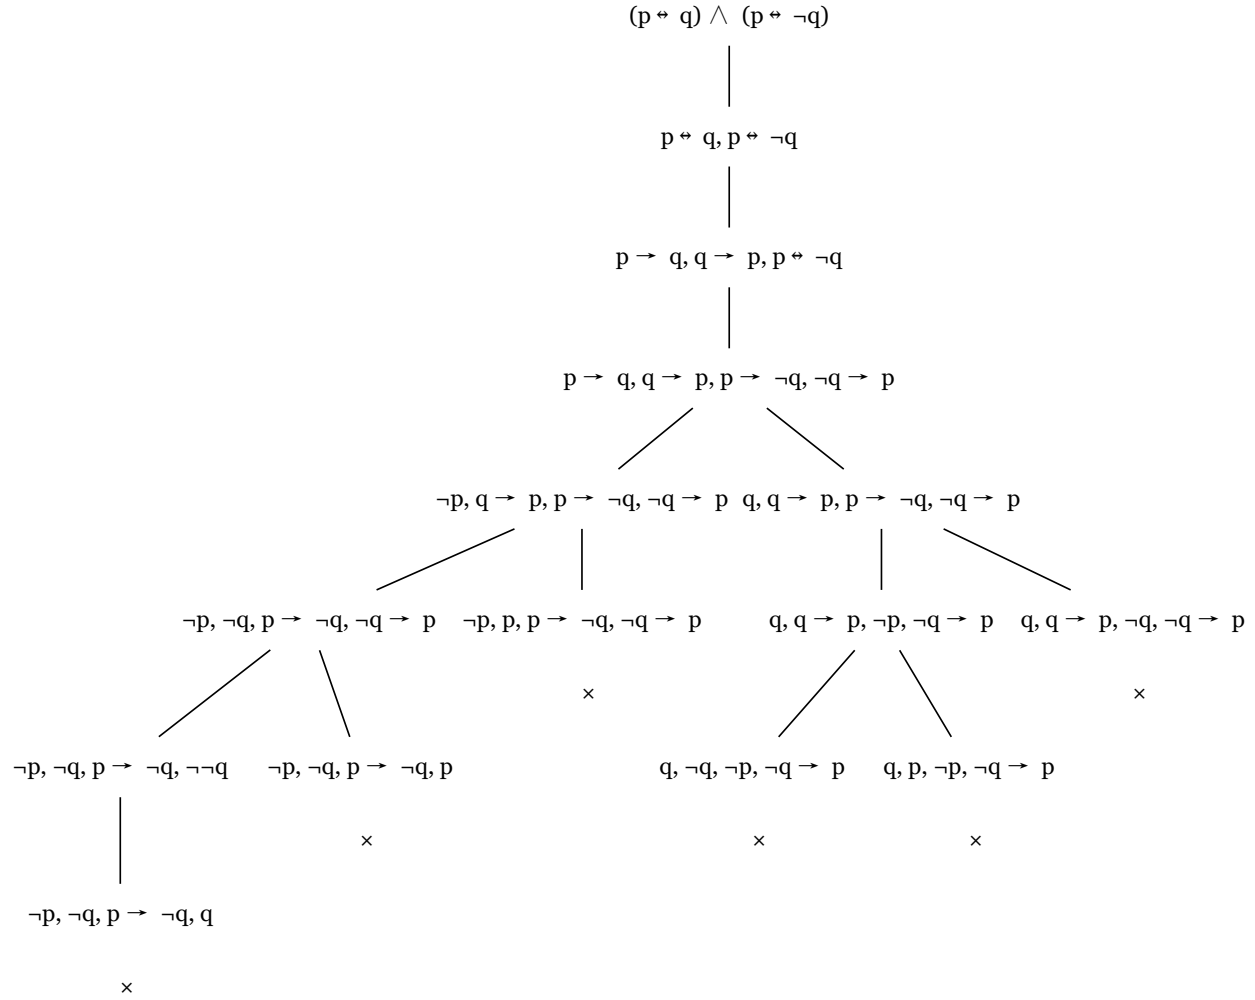 (p ↔ q) ∧ (p ↔ ¬q)
p ↔ q, p ↔ ¬q
p → q, q → p, p ↔ ¬q
p → q, q → p, p → ¬q, ¬q → p
¬p, q → p, p → ¬q, ¬q → p q, q → p, p → ¬q, ¬q → p
¬p, ¬q, p → ¬q, ¬q → p ¬p, p, p → ¬q, ¬q → p q, q → p, ¬p, ¬q → p q, q → p, ¬q, ¬q → p
× ×
¬p, ¬q, p → ¬q, ¬¬q ¬p, ¬q, p → ¬q, p q, ¬q, ¬p, ¬q → p q, p, ¬p, ¬q → p
× × ×
¬p, ¬q, p → ¬q, q
×